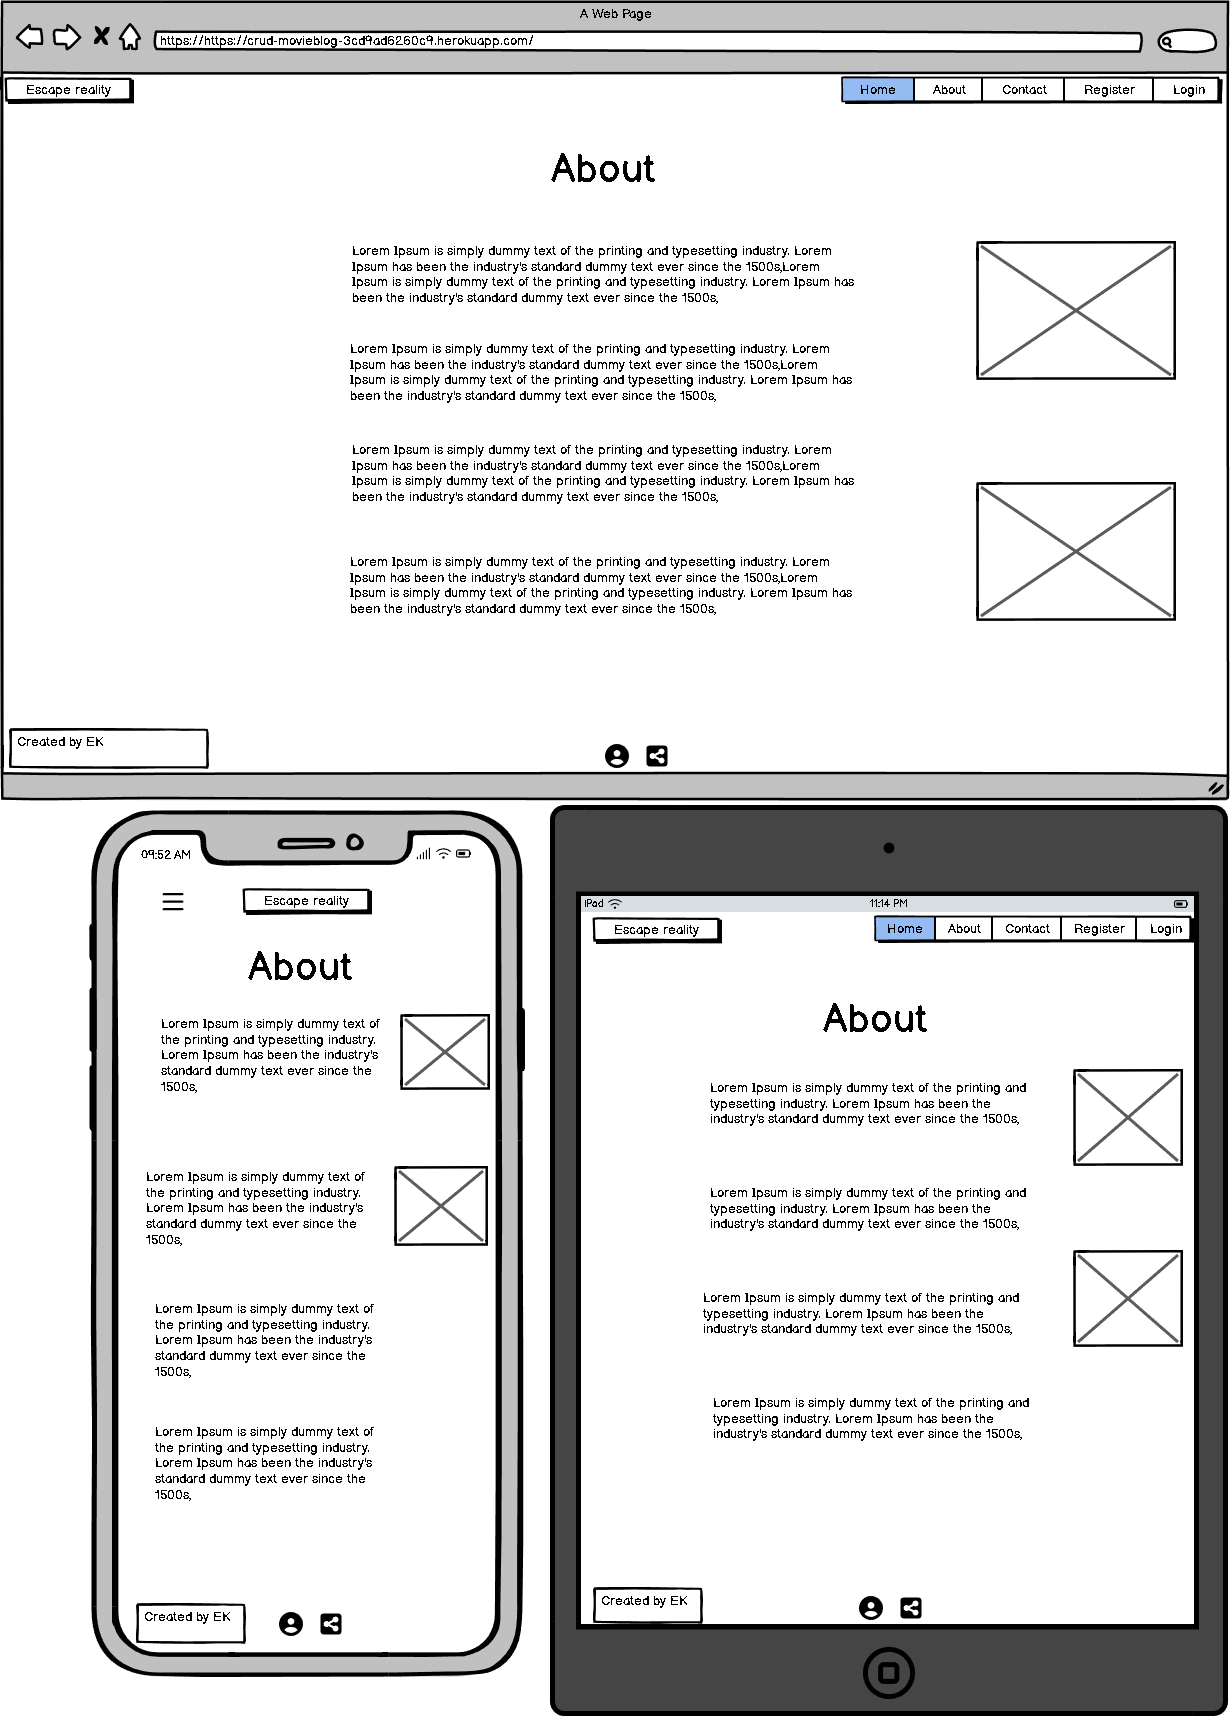 A Web Page
https://https://crud-movieblog-3cd9ad6260c9.herokuapp.com/
Escape reality
Home About Contact Register Login
About
Lorem Ipsum is simply dummy text of the printing and typesetting industry. Lorem
Ipsum has been the industry's standard dummy text ever since the 1500s,Lorem
Ipsum is simply dummy text of the printing and typesetting industry. Lorem Ipsum has
been the industry's standard dummy text ever since the 1500s,
Lorem Ipsum is simply dummy text of the printing and typesetting industry. Lorem
Ipsum has been the industry's standard dummy text ever since the 1500s,Lorem
Ipsum is simply dummy text of the printing and typesetting industry. Lorem Ipsum has
been the industry's standard dummy text ever since the 1500s,
Lorem Ipsum is simply dummy text of the printing and typesetting industry. Lorem
Ipsum has been the industry's standard dummy text ever since the 1500s,Lorem
Ipsum is simply dummy text of the printing and typesetting industry. Lorem Ipsum has
been the industry's standard dummy text ever since the 1500s,
Lorem Ipsum is simply dummy text of the printing and typesetting industry. Lorem
Ipsum has been the industry's standard dummy text ever since the 1500s,Lorem
Ipsum is simply dummy text of the printing and typesetting industry. Lorem Ipsum has
been the industry's standard dummy text ever since the 1500s,
Created by EK
09:52 AM
Escape reality
About
Lorem Ipsum is simply dummy text of
the printing and typesetting industry.
Lorem Ipsum has been the industry's
standard dummy text ever since the
1500s,
Lorem Ipsum is simply dummy text of
the printing and typesetting industry.
Lorem Ipsum has been the industry's
standard dummy text ever since the
1500s,
Lorem Ipsum is simply dummy text of
the printing and typesetting industry.
Lorem Ipsum has been the industry's
standard dummy text ever since the
1500s,
Lorem Ipsum is simply dummy text of
the printing and typesetting industry.
Lorem Ipsum has been the industry's
standard dummy text ever since the
1500s,
Created by EK
iPad 11:14 PM
Escape reality
Home About Contact Register Login
About
Lorem Ipsum is simply dummy text of the printing and
typesetting industry. Lorem Ipsum has been the
industry's standard dummy text ever since the 1500s,
Lorem Ipsum is simply dummy text of the printing and
typesetting industry. Lorem Ipsum has been the
industry's standard dummy text ever since the 1500s,
Lorem Ipsum is simply dummy text of the printing and
typesetting industry. Lorem Ipsum has been the
industry's standard dummy text ever since the 1500s,
Lorem Ipsum is simply dummy text of the printing and
typesetting industry. Lorem Ipsum has been the
industry's standard dummy text ever since the 1500s,
Created by EK